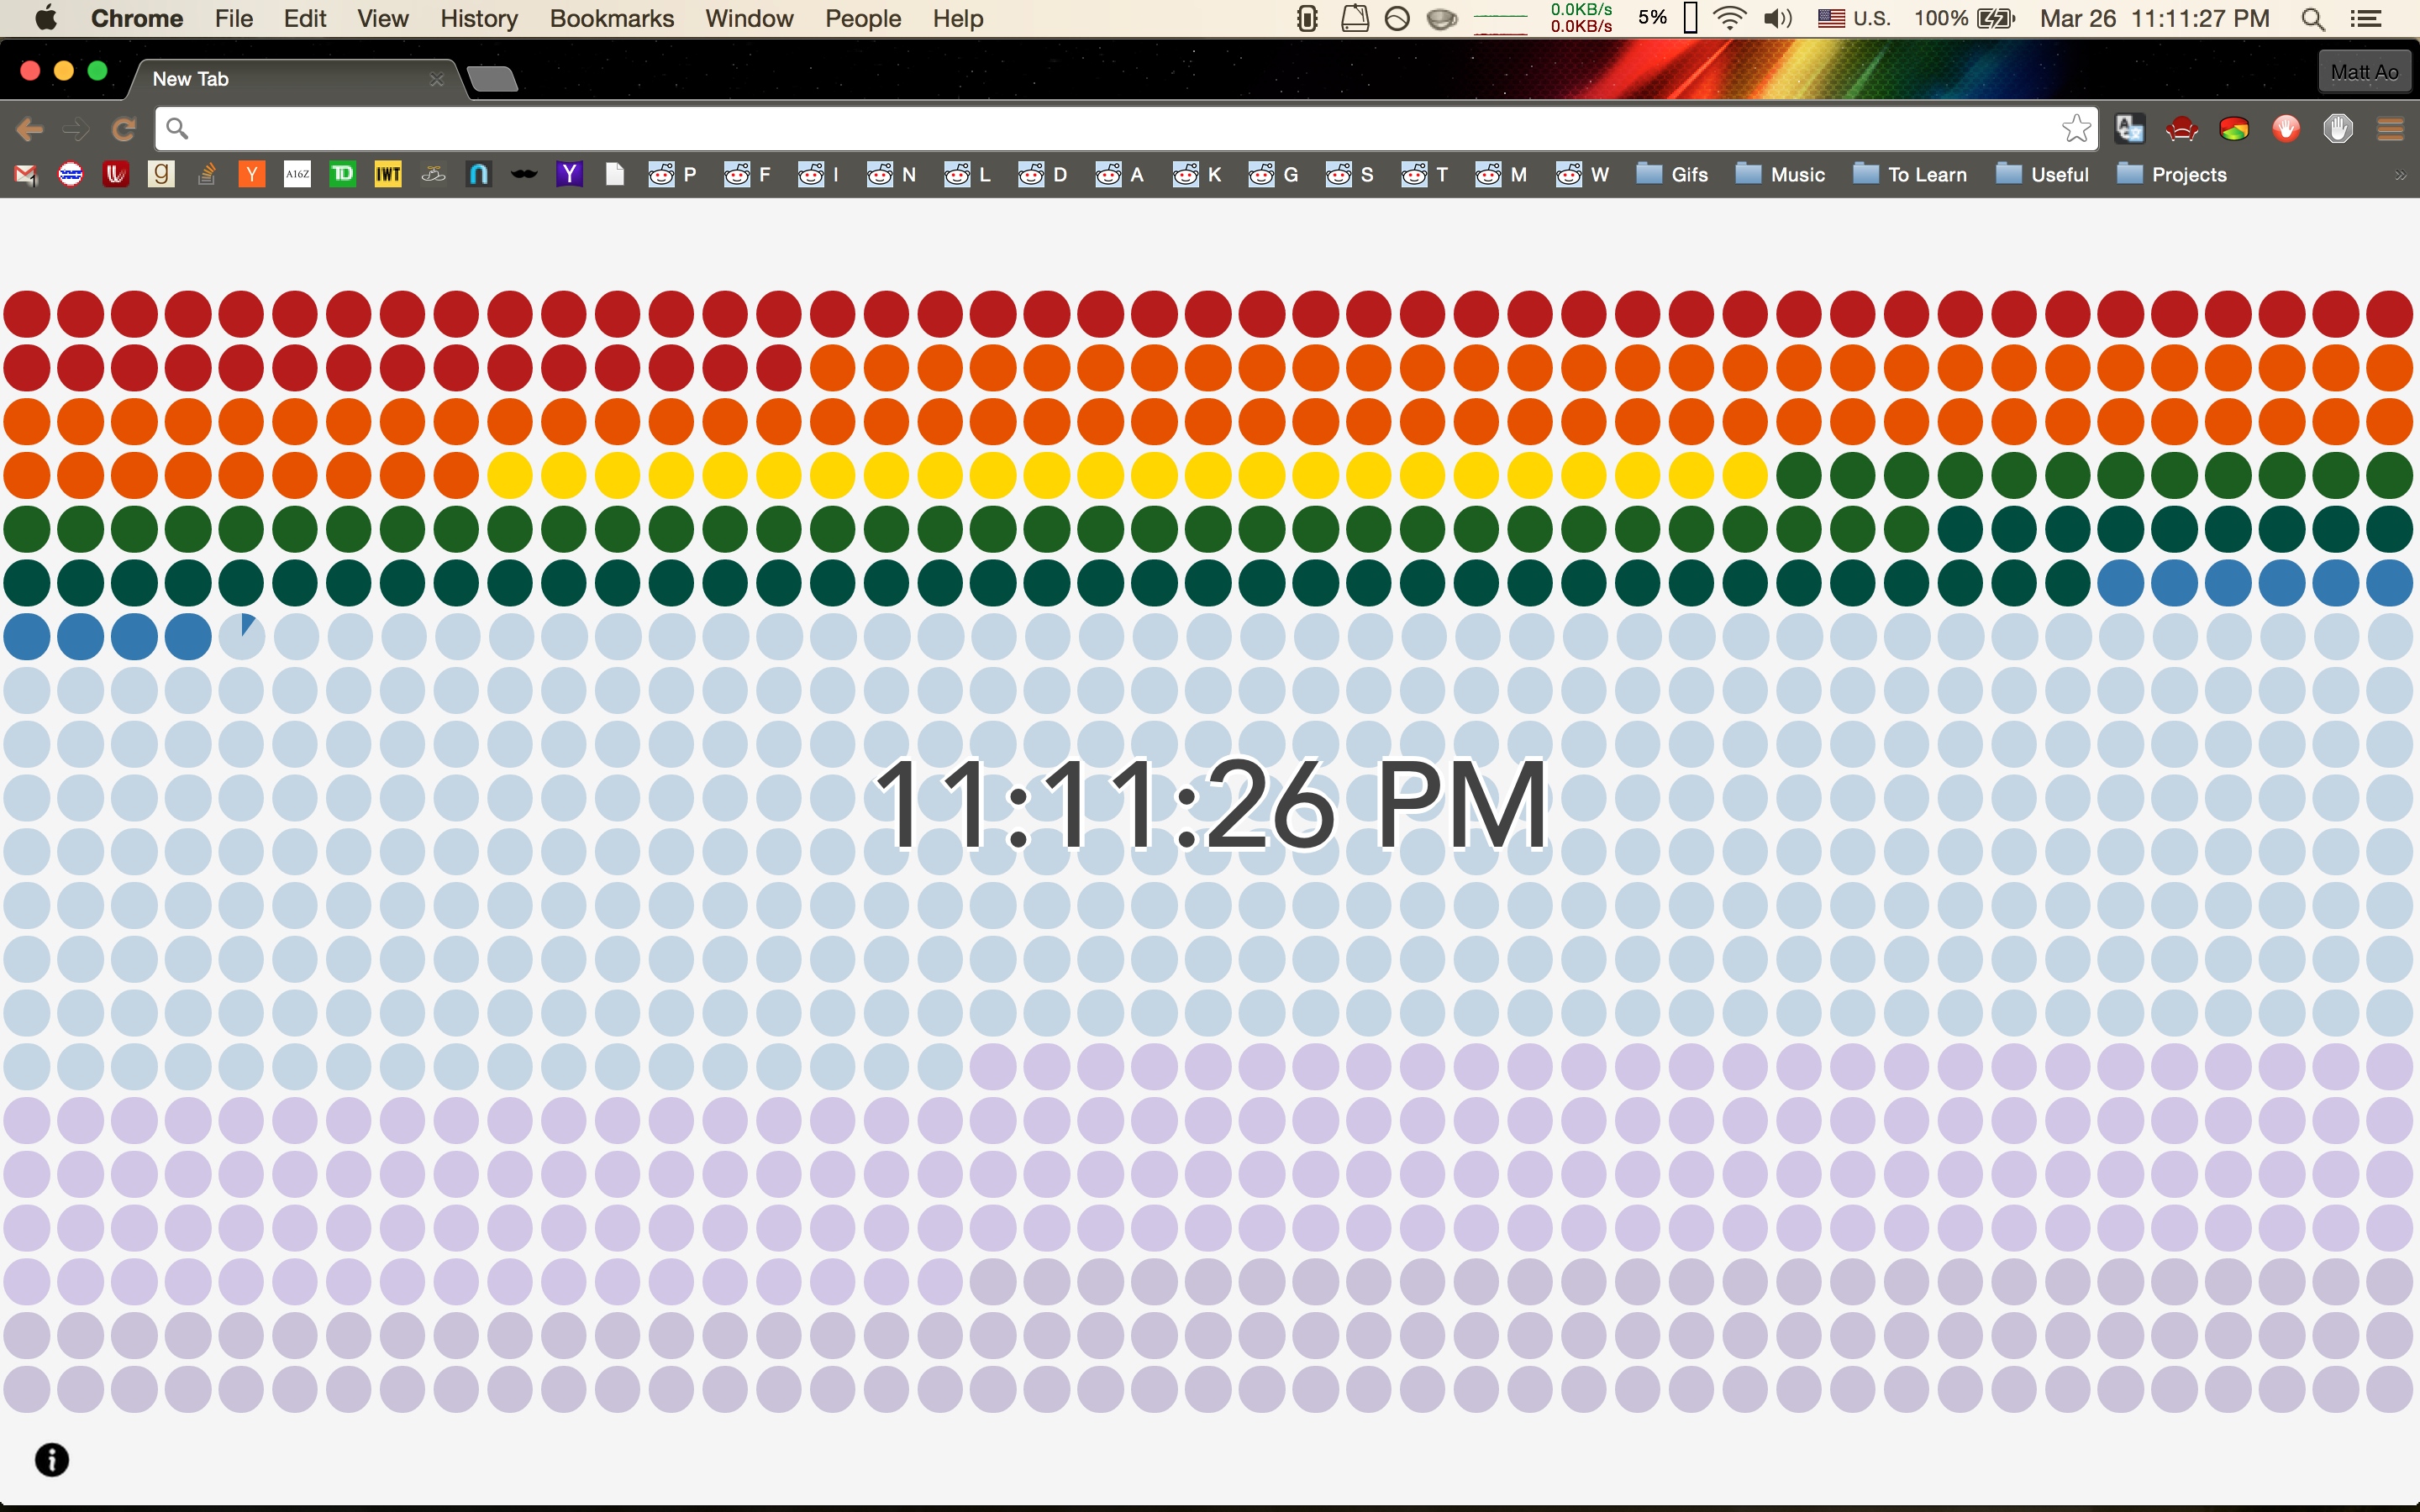 Chrome File Edit View History Bookmarks Window People Help 0.0KB/s 0.0KB/s 5% U.S. 100% Mar 26 11:11:27 PM
New Tab
Matt Ao
g Y A16Z TD IWT n Y P F I N L D A K G S T M W Gifs Music To Learn Useful Projects »
11:11:26 PM